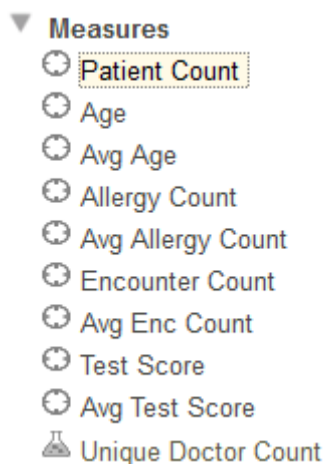 Measures
Patient Count
Age
Avg Age
Allergy Count
Avg Allergy Count
Encounter Count
Avg Enc Count
Test Score
Avg Test Score
Unique Doctor Count